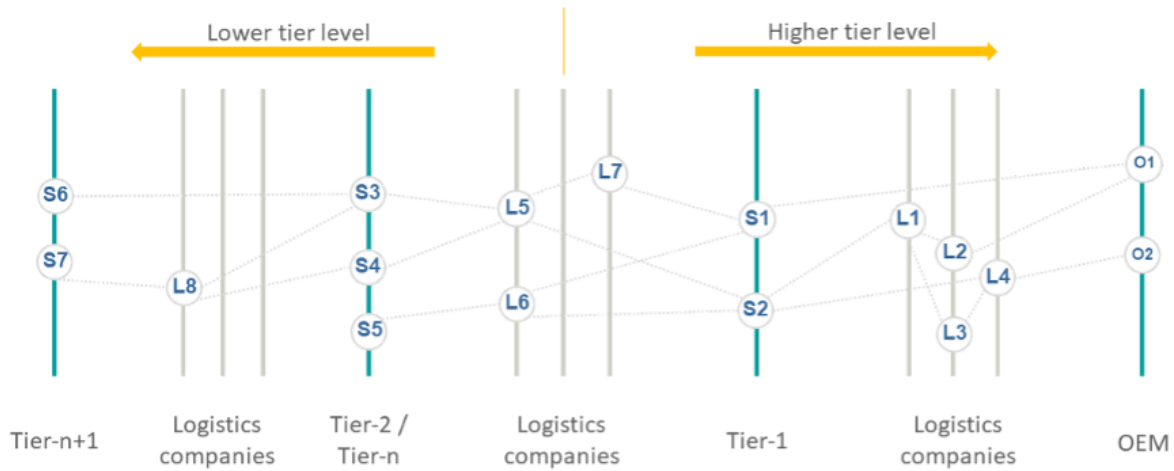 Lower tier level
Higher tier level
O1
L7
S6
S3
L5
S1
L1
L2
O2
S7
S4
L4
L8
L6
S2
S5
L3
Tier-n+1
Logistics
companies
Tier-2 /
Tier-n
Logistics
companies
Tier-1
Logistics
companies
OEM